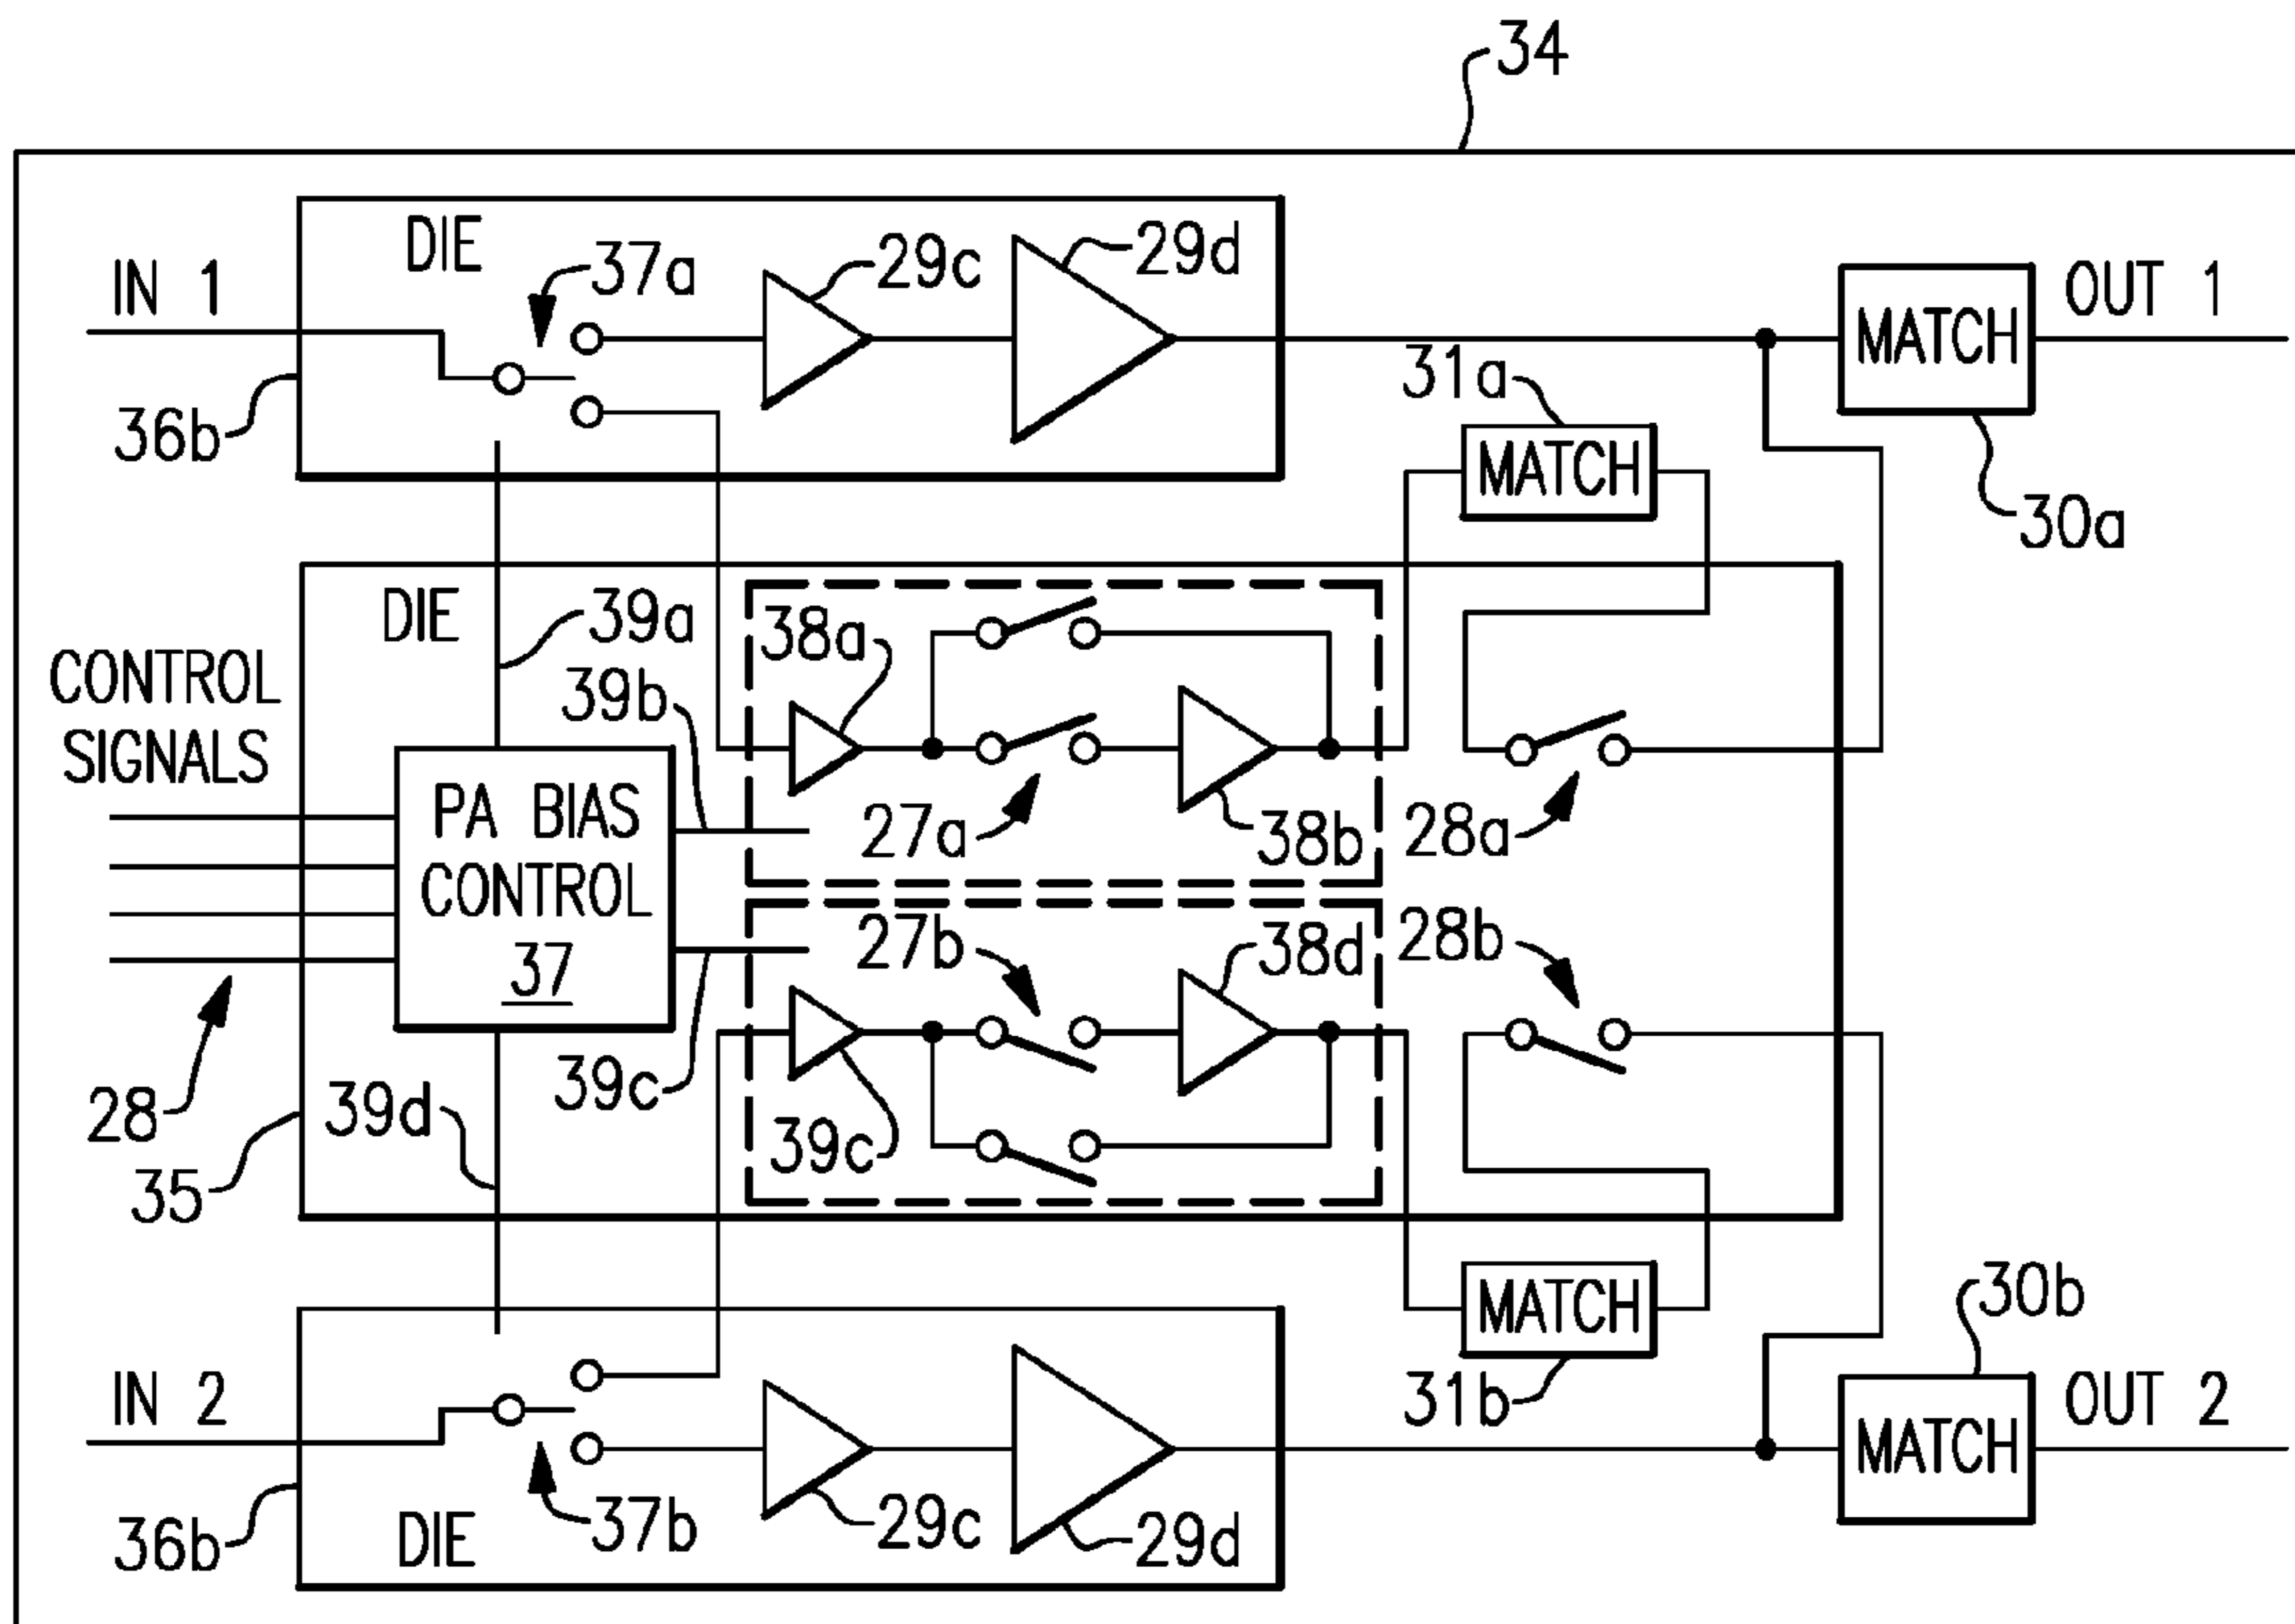 34
DIE
IN 1
37a
29c
29d
MATCH
OUT 1
36b
31a
MATCH
30a
DIE
39a
38a
39b
CONTROL
SIGNALS
PA BIAS
CONTROL
37
27a
38b
28a
27b
38d
28b
28
39d
39c
39c
35
MATCH
30b
IN 2
31b
MATCH
OUT 2
36b
DIE
37b
29c
29d